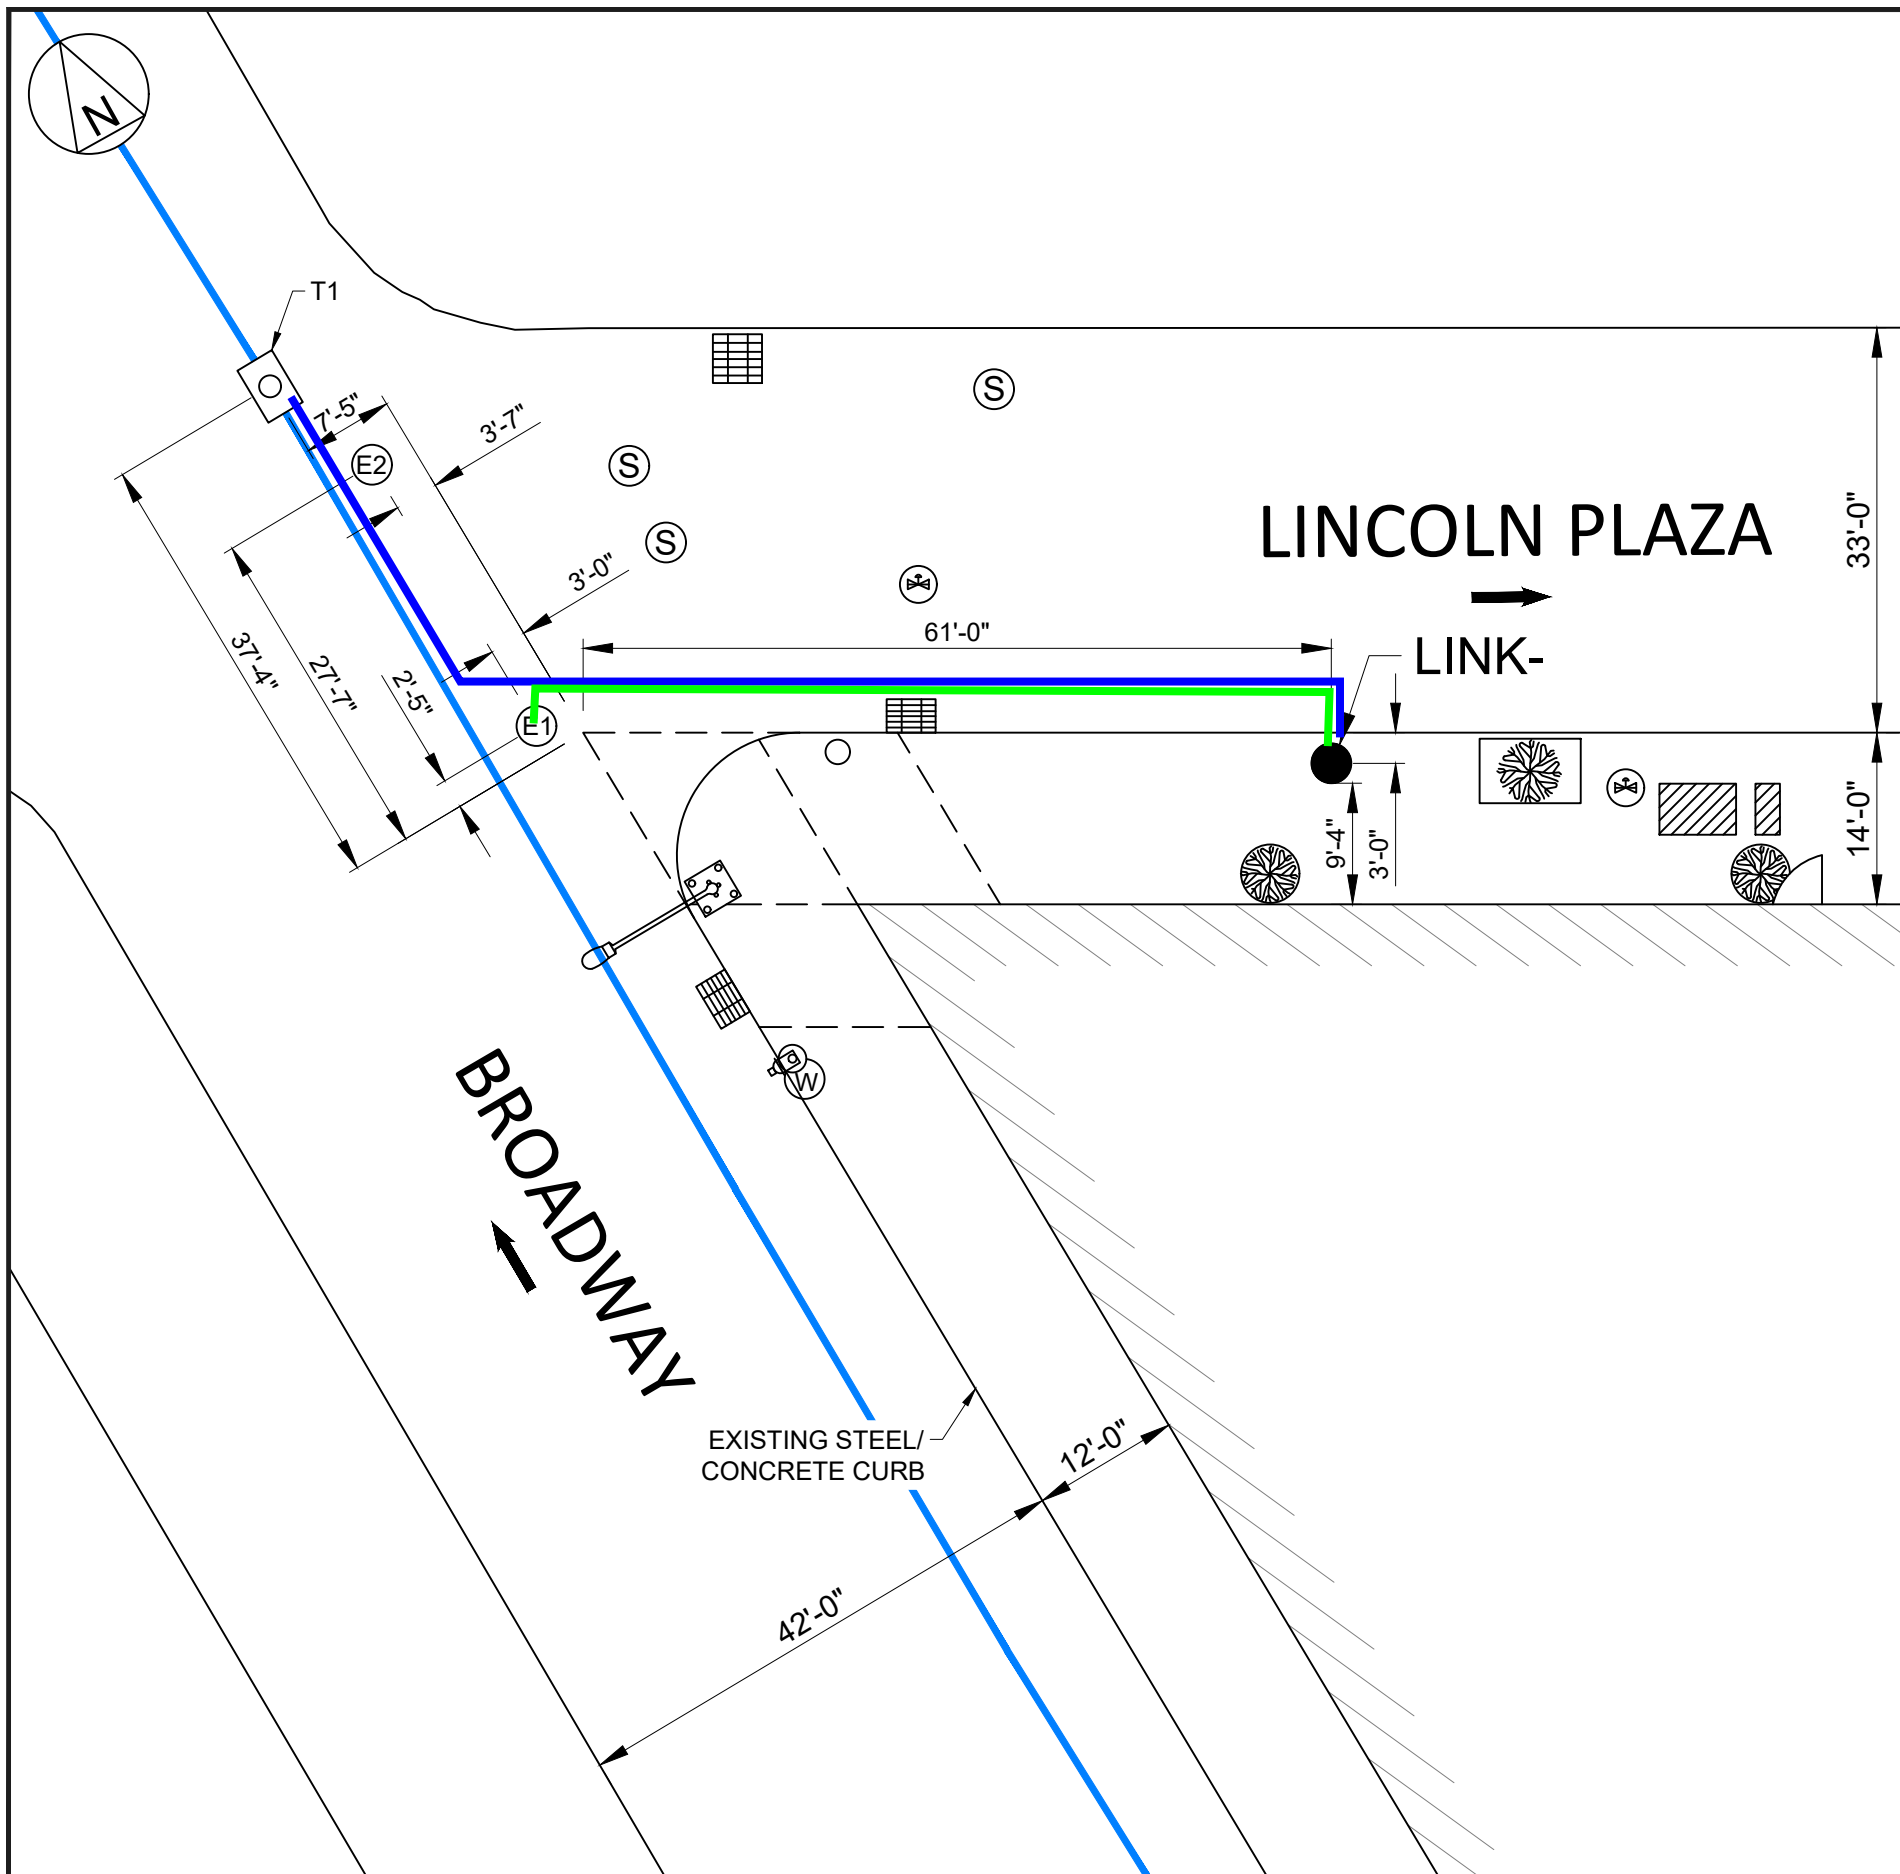 N
T1
7'-5"
3'-7"
E2
S
S
S
3'-0"
LINCOLN PLAZA
33'-0"
61'-0"
LINK-
37'-4"
27'-7"
2'-5"
E1
9'-4"
3'-0"
14'-0"
W
BROADWAY
EXISTING STEEL/
CONCRETE CURB
12'-0"
42'-0"